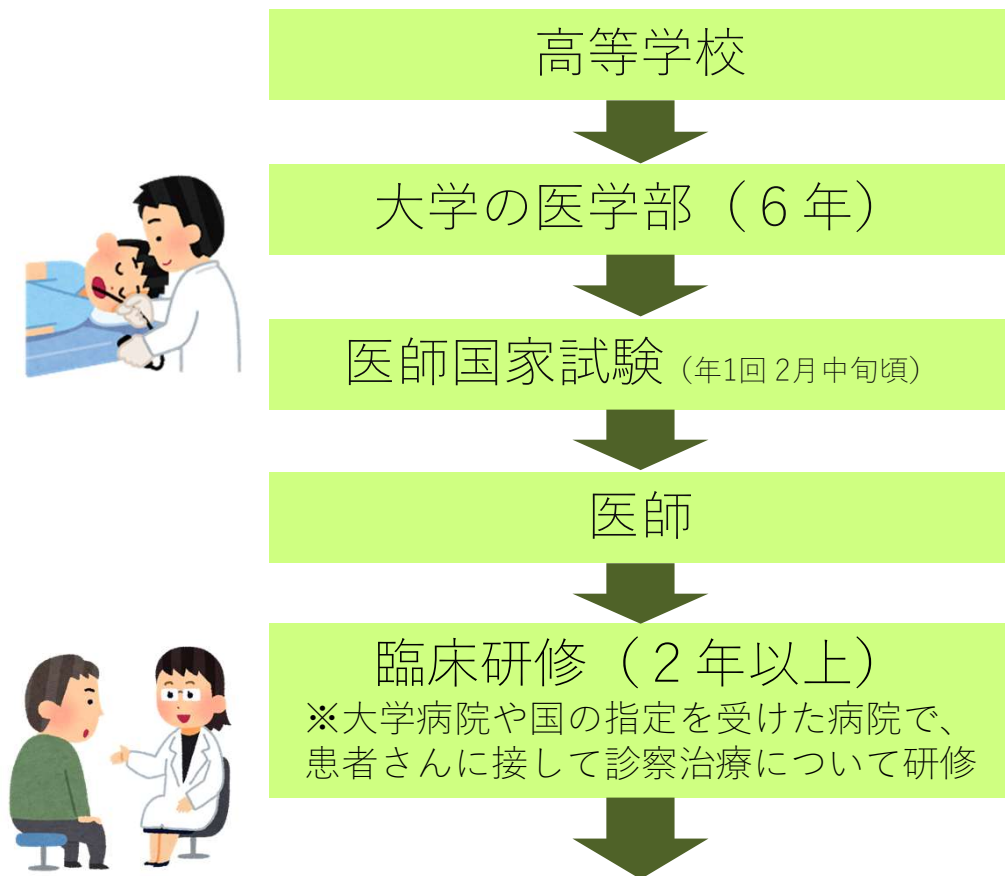 高等学校
大学の医学部（６年）
医師国家試験（年1回 2月中旬頃）
医師
臨床研修（２年以上）
※大学病院や国の指定を受けた病院で、
患者さんに接して診察治療について研修